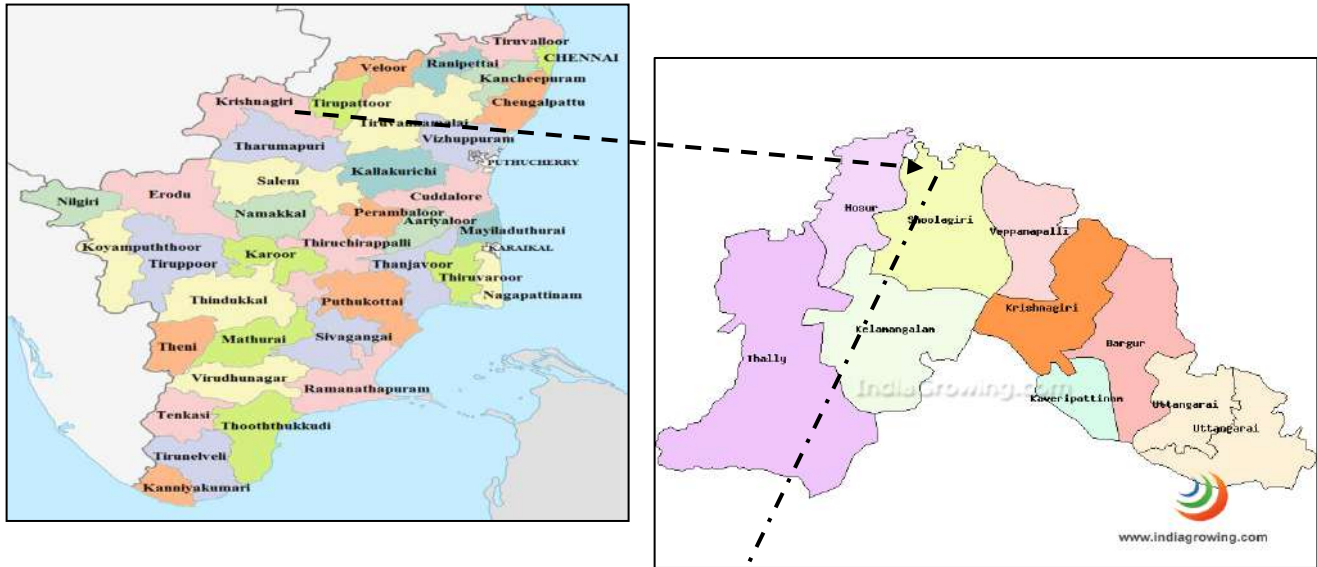 Tiruvalloor
CHENNAI
Veloor
Ranipettai
Kancheepuram
Krishnagiri
Tirupattoor
Chengalpattu
Tiruvannamalai
Vizhuppuram
Tharumapuri
PUTHUCHERRY
Kallakurichi
Salem
Erodu
Nilgiri
Cuddalore
Namakkal
Perambaloor
Aariyaloor
Mayiladuthurai
Koyampuththoor
Thiruchirappalli
KARAIKAL
Karoor
Tiruppoor
Thanjavoor
Thiruvaroor
Thindukkal
Puthukottai
Nagapattinam
Mathurai
Sivagangai
Theni
Virudhunagar
Ramanathapuram
Tenkasi
Thooththukkudi
Tirunelveli
Kanniyakumari
Hosur
Shoolagiri
Veppanapalli
Krishnagiri
Kelamangalam
Bargur
Thally
IndiaGrowing.com
Kaveripattinam
Uttangarai
Uttangarai
www.indiagrowing.com